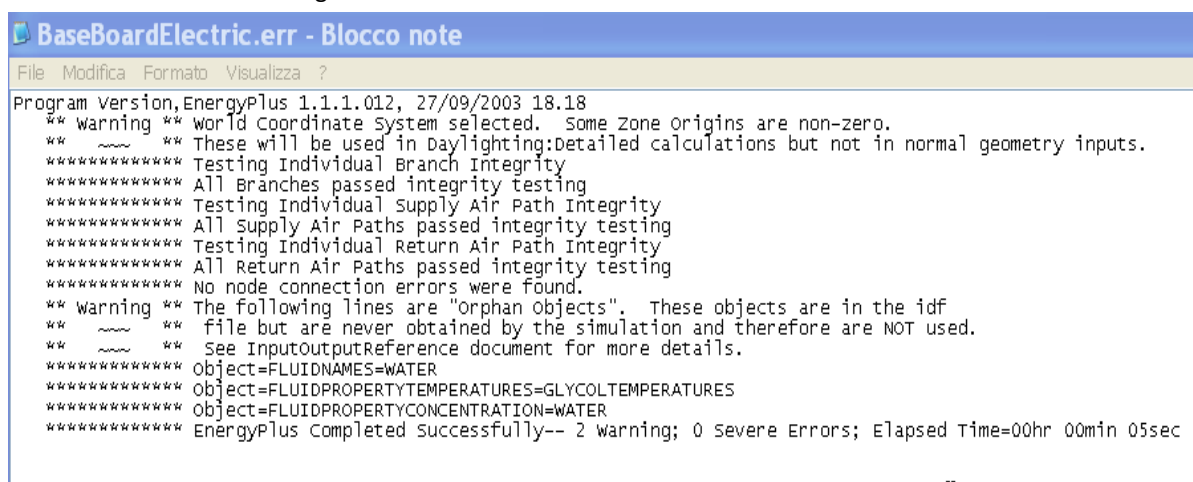 BaseBoardElectric.err - Blocco note
File Modifica Formato Visualizza ?
Program Version,EnergyPlus 1.1.1.012, 27/09/2003 18.18
** Warning ** World Coordinate System selected. Some Zone Origins are non-zero.
** ~~~ ** These will be used in Daylighting:Detailed calculations but not in normal geometry inputs.
************* Testing Individual Branch Integrity
************* All Branches passed integrity testing
************* Testing Individual Supply Air Path Integrity
************* All Supply Air Paths passed integrity testing
************* Testing Individual Return Air Path Integrity
************* All Return Air Paths passed integrity testing
************* No node connection errors were found.
** Warning ** The following lines are "Orphan Objects". These objects are in the idf
** ~~~ ** file but are never obtained by the simulation and therefore are NOT used.
** ~~~ ** See InputOutputReference document for more details.
************* Object=FLUIDNAMES=WATER
************* Object=FLUIDPROPERTYTEMPERATURES=GLYCOLTEMPERATURES
************* Object=FLUIDPROPERTYCONCENTRATION=WATER
************* EnergyPlus Completed Successfully-- 2 Warning; 0 Severe Errors; Elapsed Time=00hr 00min 05sec